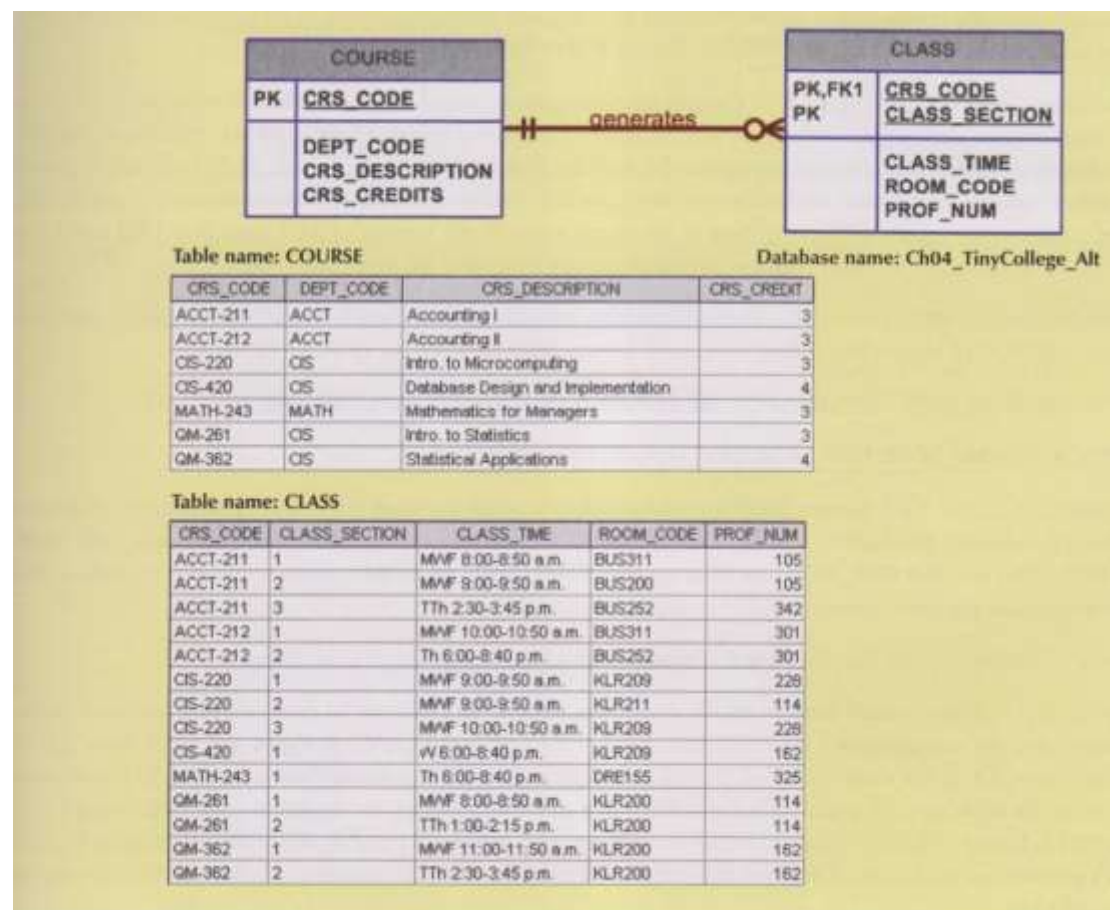 COURSE
PK CRS_CODE
DEPT_CODE
CRS_DESCRIPTION
CRS_CREDITS
generates
CLASS
PK,FK1 CRS_CODE
PK CLASS_SECTION
CLASS_TIME
ROOM_CODE
PROF_NUM
Table name: COURSE
Database name: Ch04_TinyCollege_Alt
CRS_CODE DEPT_CODE CRS_DESCRIPTION CRS_CREDIT
ACCT-211 ACCT Accounting I 3
ACCT-212 ACCT Accounting II 3
CIS-220 CIS Intro. to Microcomputing 3
CIS-420 CIS Database Design and Implementation 4
MATH-243 MATH Mathematics for Managers 3
QM-261 CIS Intro. to Statistics 3
QM-362 CIS Statistical Applications 4
Table name: CLASS
CRS_CODE CLASS_SECTION CLASS_TIME ROOM_CODE PROF_NUM
ACCT-211 1 MWF 8:00-8:50 a.m. BUS311 105
ACCT-211 2 MWF 9:00-9:50 a.m. BUS200 105
ACCT-211 3 TTh 2:30-3:45 p.m. BUS252 342
ACCT-212 1 MWF 10:00-10:50 a.m. BUS311 301
ACCT-212 2 Th 6:00-8:40 p.m. BUS252 301
CIS-220 1 MWF 9:00-9:50 a.m. KLR209 228
CIS-220 2 MWF 9:00-9:50 a.m. KLR211 114
CIS-220 3 MWF 10:00-10:50 a.m. KLR209 228
CIS-420 1 W 6:00-8:40 p.m. KLR209 162
MATH-243 1 Th 6:00-8:40 p.m. DRE155 325
QM-261 1 MWF 8:00-8:50 a.m. KLR200 114
QM-261 2 TTh 1:00-2:15 p.m. KLR200 114
QM-362 1 MWF 11:00-11:50 a.m. KLR200 162
QM-362 2 TTh 2:30-3:45 p.m. KLR200 162